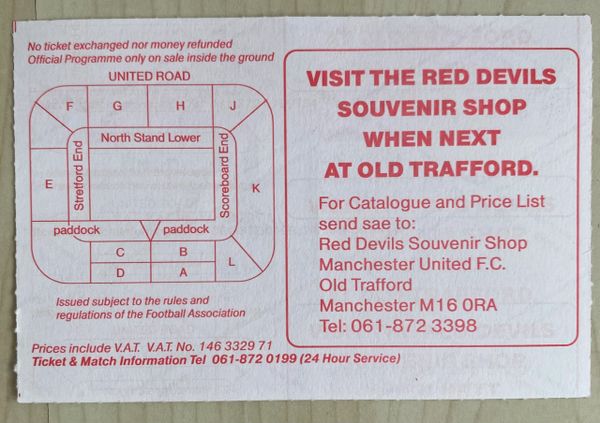 No ticket exchanged nor money refunded
Official Programme only on sale inside the ground
UNITED ROAD
F
G
H
J
North Stand Lower
Stretford End
Scoreboard End
E
K
paddock
paddock
C
B
D
A
L
Issued subject to the rules and
regulations of the Football Association
Prices include V.A.T. V.A.T. No. 146 3329 71
Ticket & Match Information Tel 061-872 0199 (24 Hour Service)
VISIT THE RED DEVILS
SOUVENIR SHOP
WHEN NEXT
AT OLD TRAFFORD.
For Catalogue and Price List
send sae to:
Red Devils Souvenir Shop
Manchester United F.C.
Old Trafford
Manchester M16 0RA
Tel: 061-872 3398